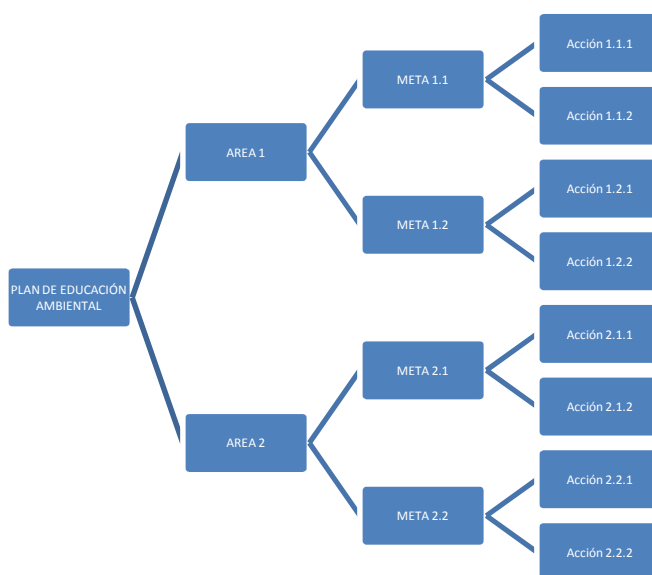 PLAN DE EDUCACIÓN
AMBIENTAL
AREA 1
META 1.1
Acción 1.1.1
Acción 1.1.2
META 1.2
Acción 1.2.1
Acción 1.2.2
AREA 2
META 2.1
Acción 2.1.1
Acción 2.1.2
META 2.2
Acción 2.2.1
Acción 2.2.2